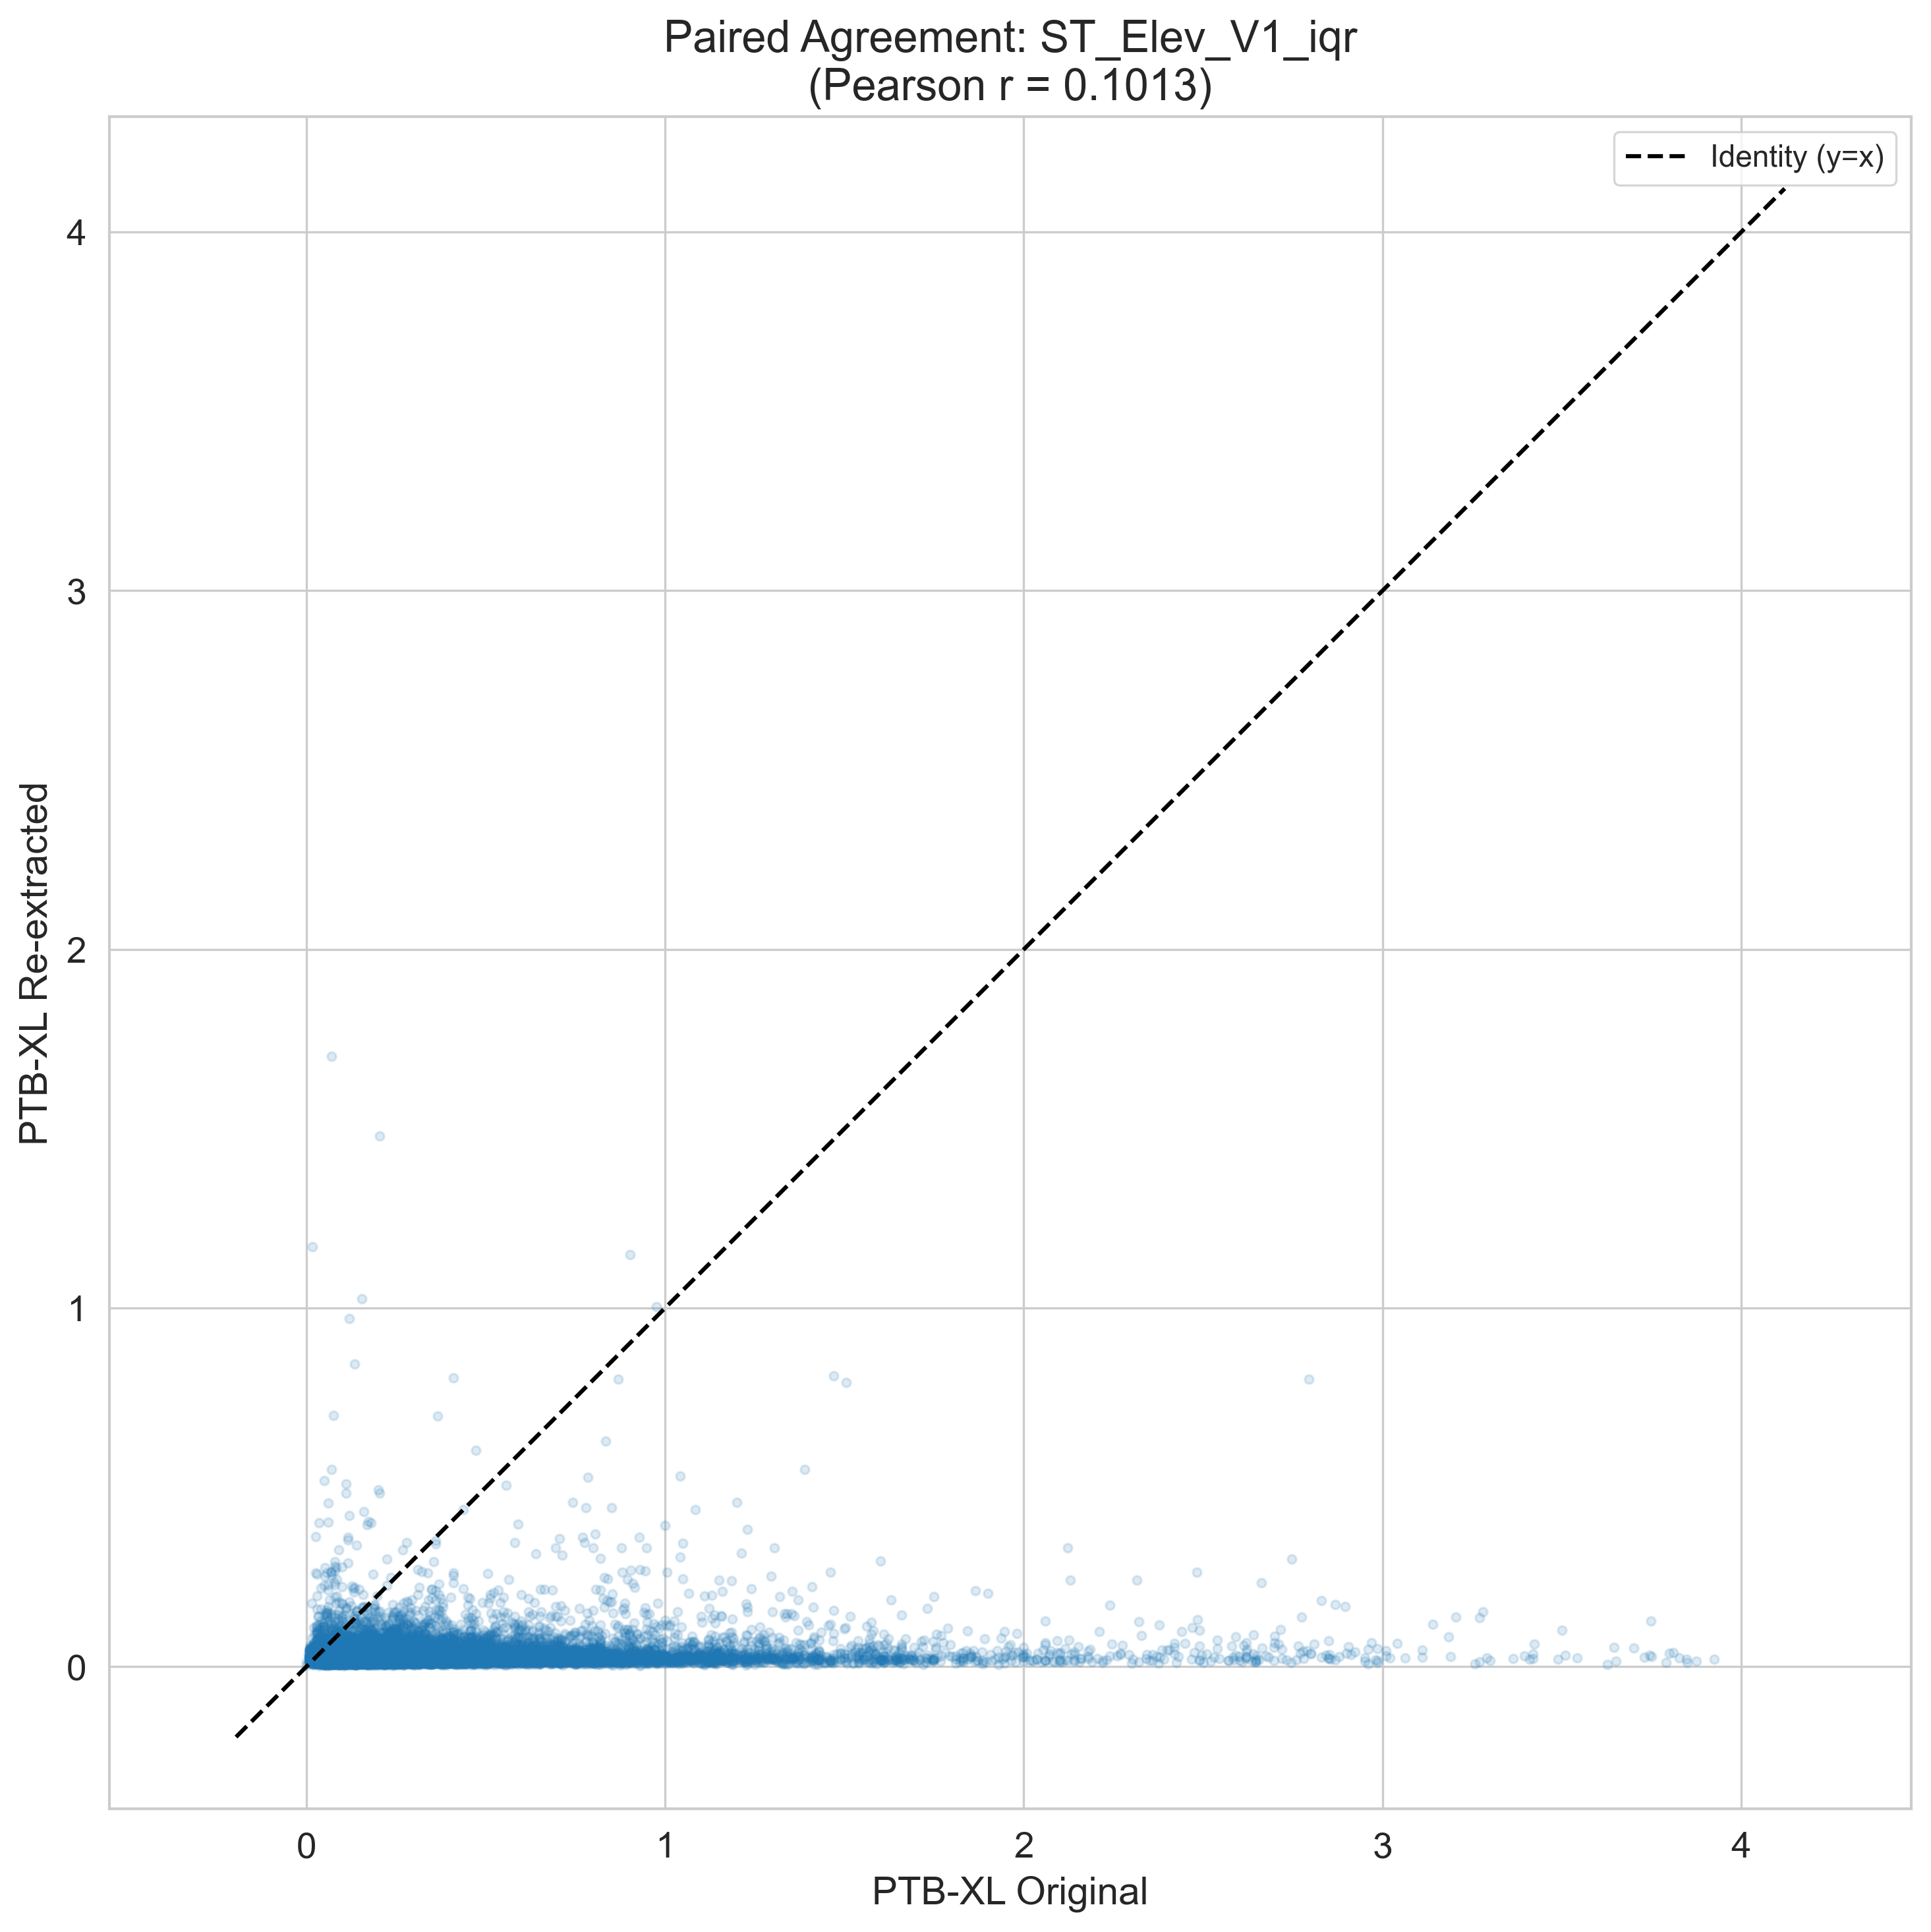 Paired Agreement: ST_Elev_V1_iqr
(Pearson r = 0.1013)
Identity (y=x)
4
3
2
1
0
PTB-XL Re-extracted
0 1 2 3 4
PTB-XL Original